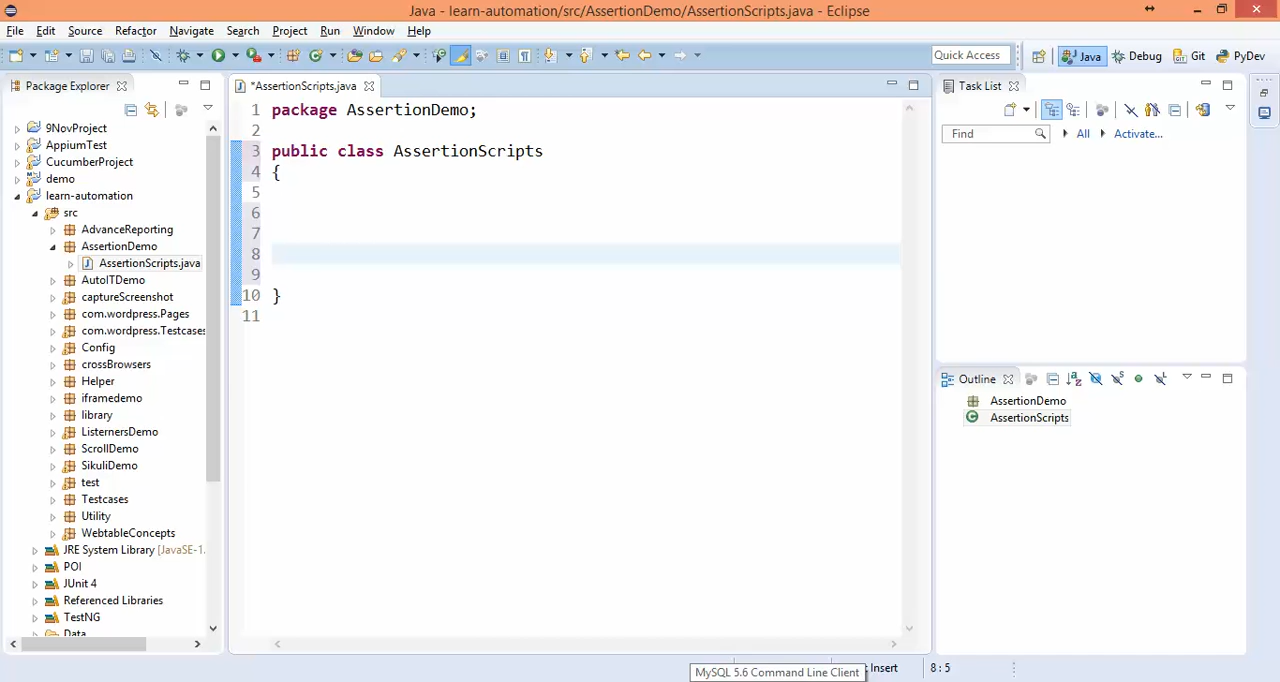 Java - learn-automation/src/AssertionDemo/AssertionScripts.java - Eclipse
File Edit Source Refactor Navigate Search Project Run Window Help
Quick Access
Java
Debug
Git
PyDev
Package Explorer
9NovProject
AppiumTest
CucumberProject
demo
learn-automation
src
AdvanceReporting
AssertionDemo
AssertionScripts.java
AutoITDemo
captureScreenshot
com.wordpress.Pages
com.wordpress.Testcases
Config
crossBrowsers
Helper
iframedemo
library
ListernersDemo
ScrollDemo
SikuliDemo
test
Testcases
Utility
WebtableConcepts
JRE System Library [JavaSE-1.
POI
JUnit 4
Referenced Libraries
TestNG
Data
*AssertionScripts.java
1 package AssertionDemo;
2
3 public class AssertionScripts
4 {
5
6
7
8
9
10 }
11
Task List
Find
All
Activate...
Outline
AssertionDemo
AssertionScripts
MySQL 5.6 Command Line Client
: Insert
8 : 5